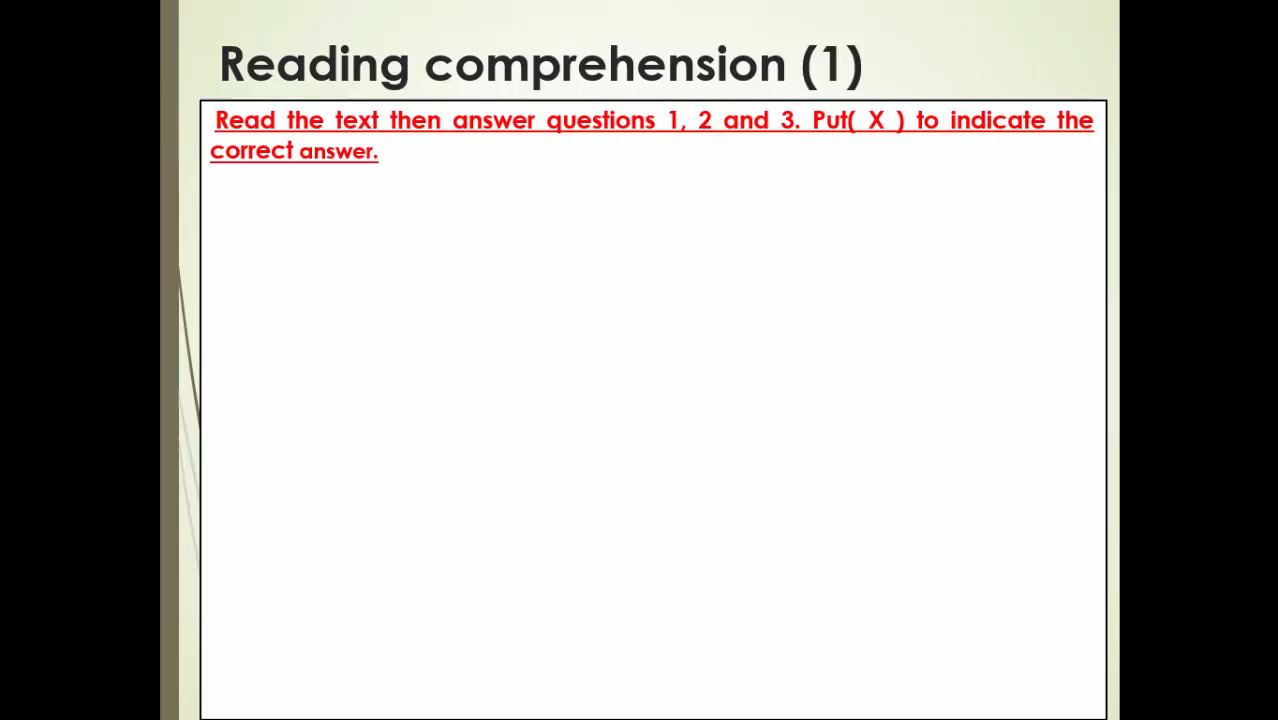 Reading comprehension (1)
Read the text then answer questions 1, 2 and 3. Put( X ) to indicate the
correct answer.